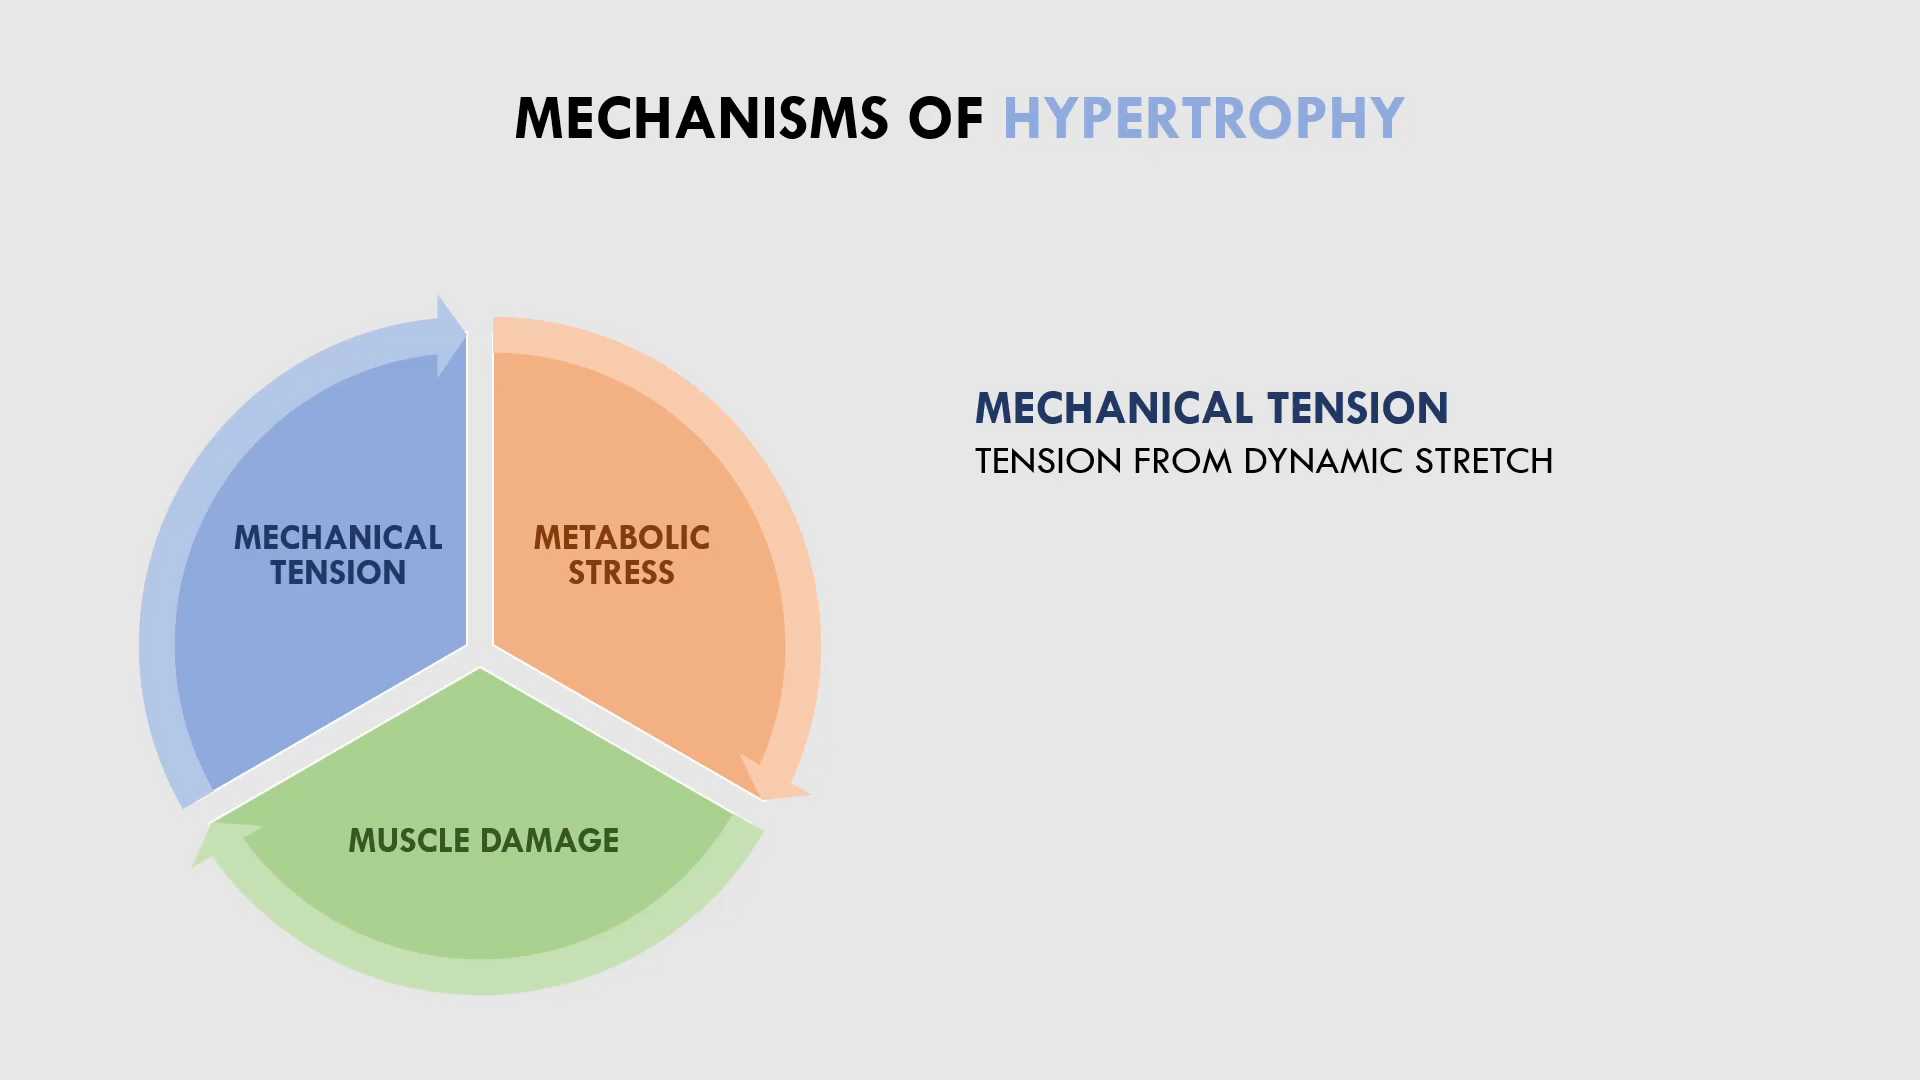 MECHANISMS OF HYPERTROPHY
MECHANICAL
TENSION
METABOLIC
STRESS
MUSCLE DAMAGE
MECHANICAL TENSION
TENSION FROM DYNAMIC STRETCH